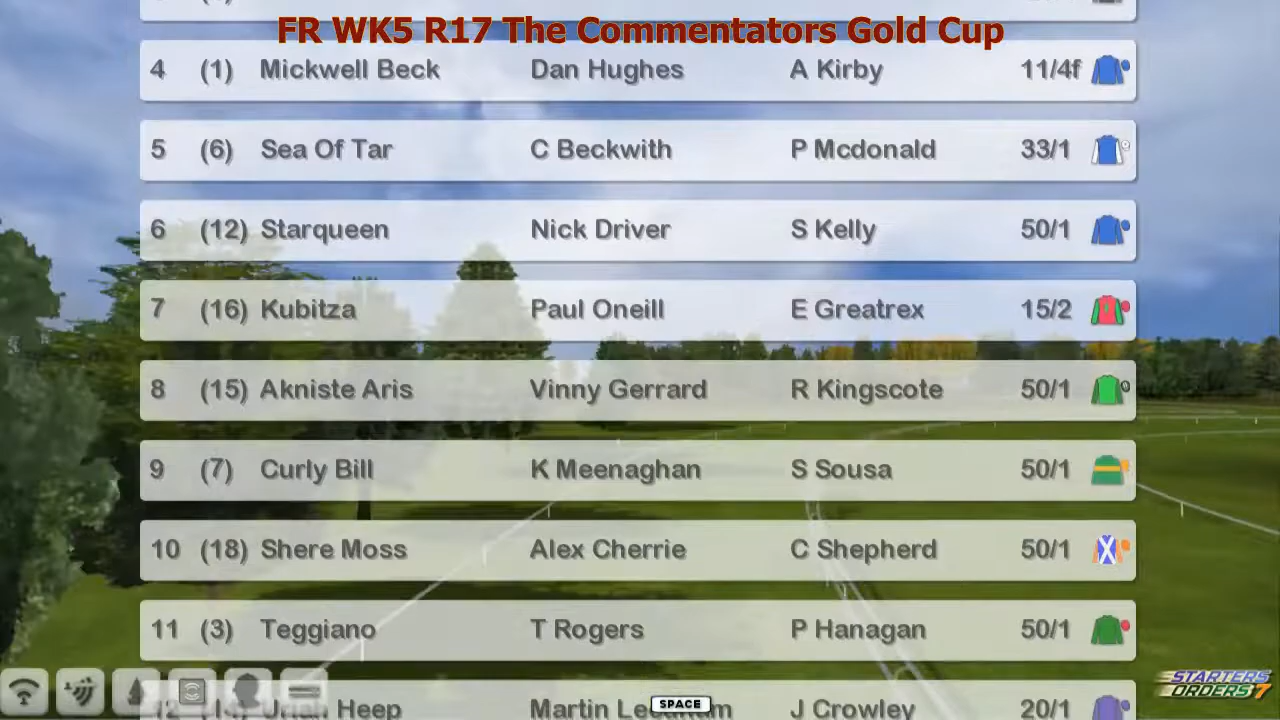 FR WK5 R17 The Commentators Gold Cup
4 (1) Mickwell Beck Dan Hughes A Kirby 11/4f
5 (6) Sea Of Tar C Beckwith P Mcdonald 33/1
6 (12) Starqueen Nick Driver S Kelly 50/1
7 (16) Kubitza Paul Oneill E Greatrex 15/2
8 (15) Akniste Aris Vinny Gerrard R Kingscote 50/1
9 (7) Curly Bill K Meenaghan S Sousa 50/1
10 (18) Shere Moss Alex Cherrie C Shepherd 50/1
11 (3) Teggiano T Rogers P Hanagan 50/1
12 (14) Uriah Heep Martin J Crowley 20/1
SPACE
STARTERS
ORDERS 7